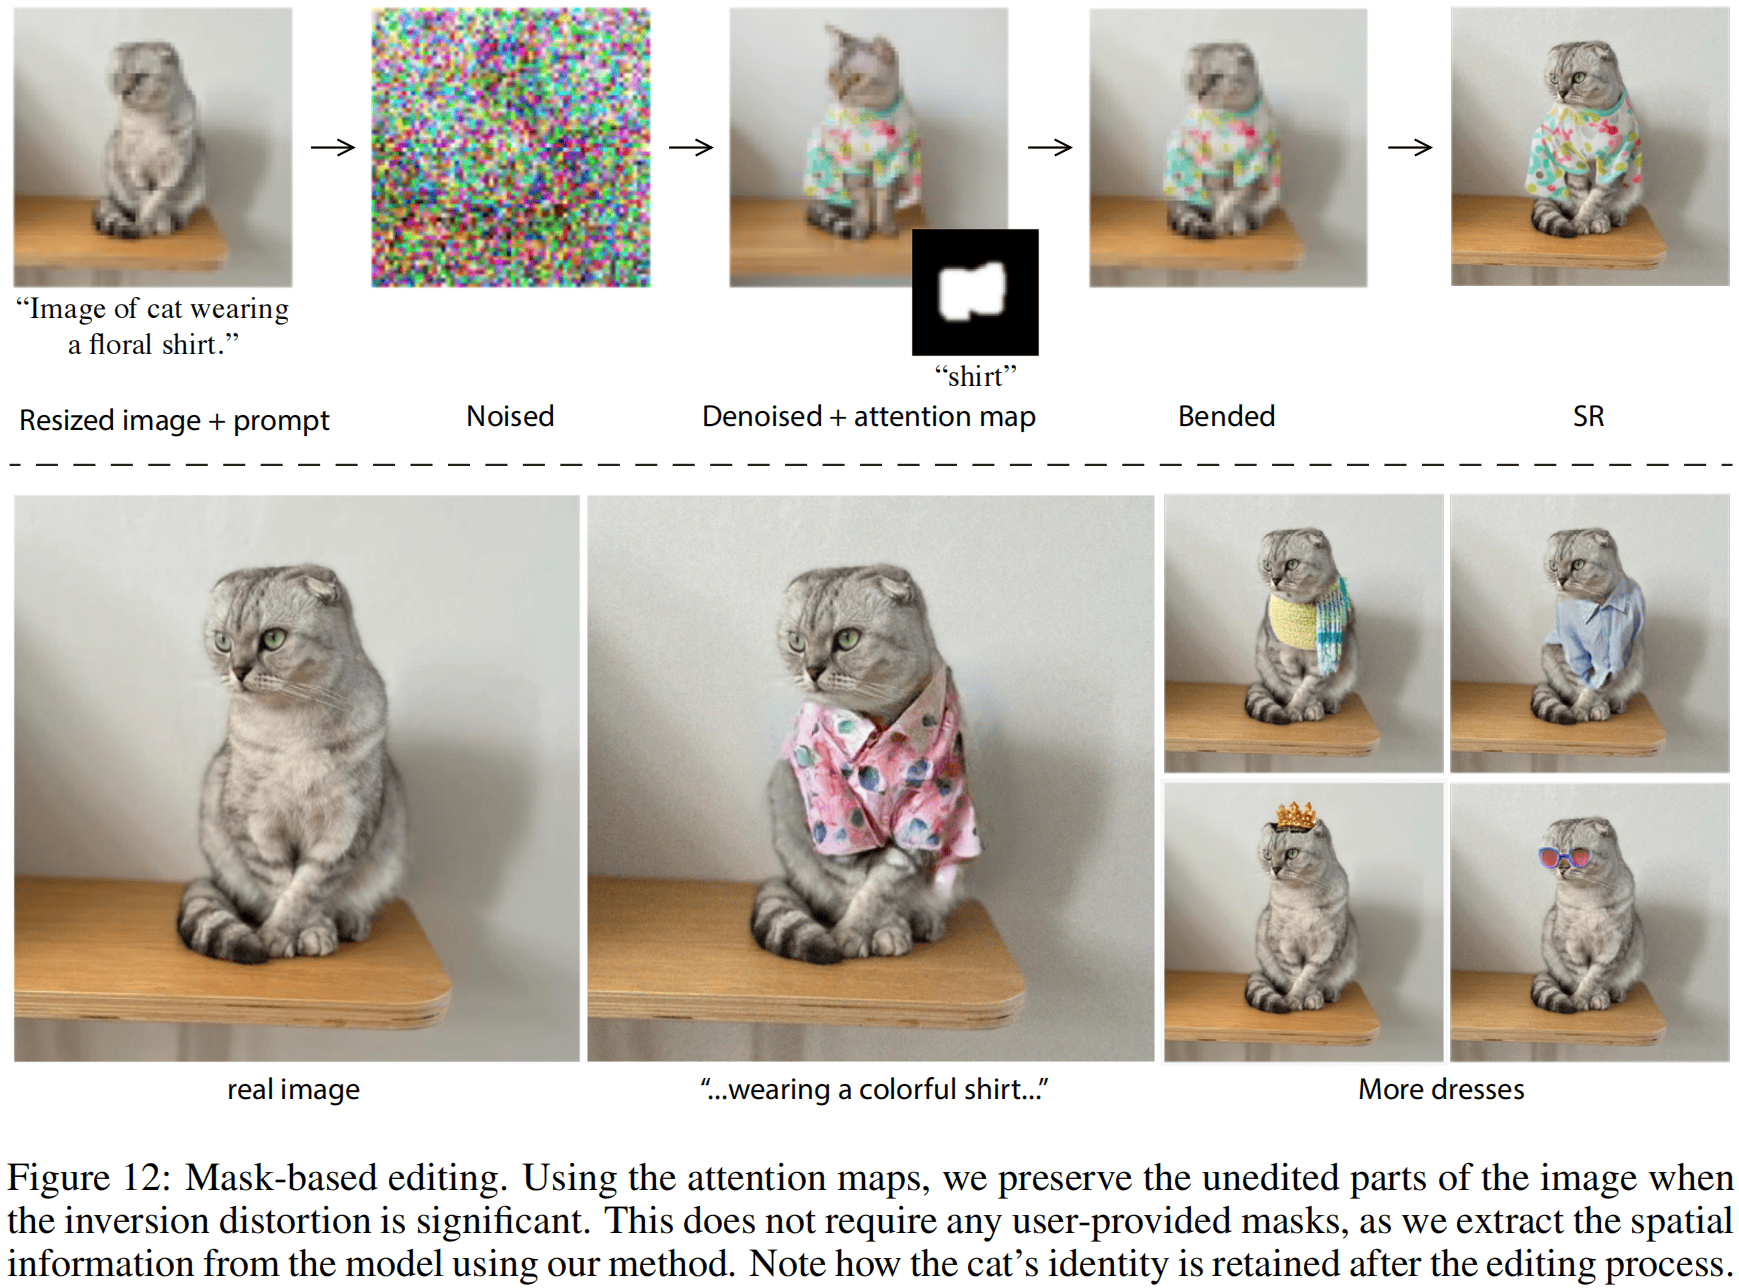 “Image of cat wearing
a floral shirt.”
“shirt”
Resized image + prompt
Noised
Denoised + attention map
Bended
SR
real image
“...wearing a colorful shirt...”
More dresses
Figure 12: Mask-based editing. Using the attention maps, we preserve the unedited parts of the image when
the inversion distortion is significant. This does not require any user-provided masks, as we extract the spatial
information from the model using our method. Note how the cat’s identity is retained after the editing process.